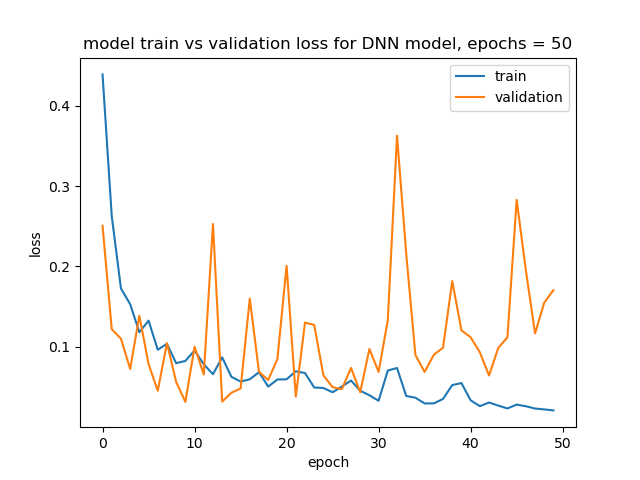 model train vs validation loss for DNN model, epochs = 50
train
validation
0.4
0.3
0.2
0.1
loss
0 10 20 30 40 50
epoch